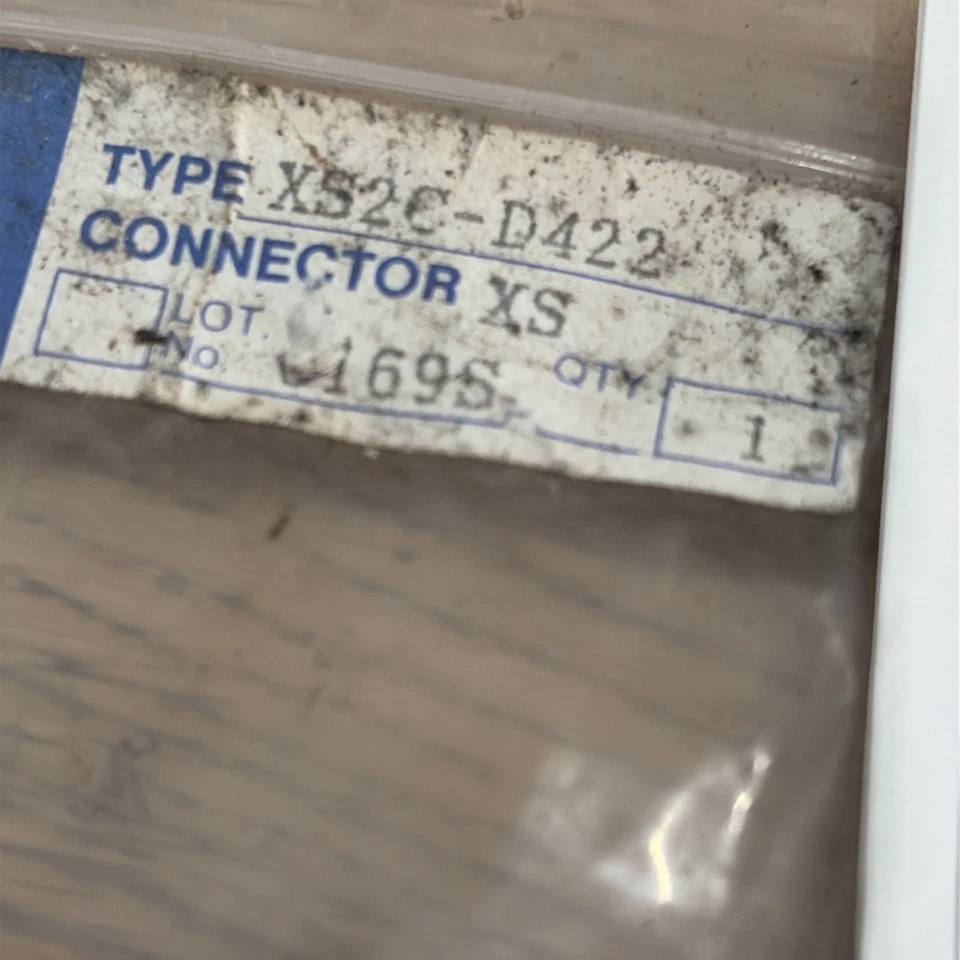 TYPE XS2C-D422
CONNECTOR XS
LOT. No. 169S QTY. 1